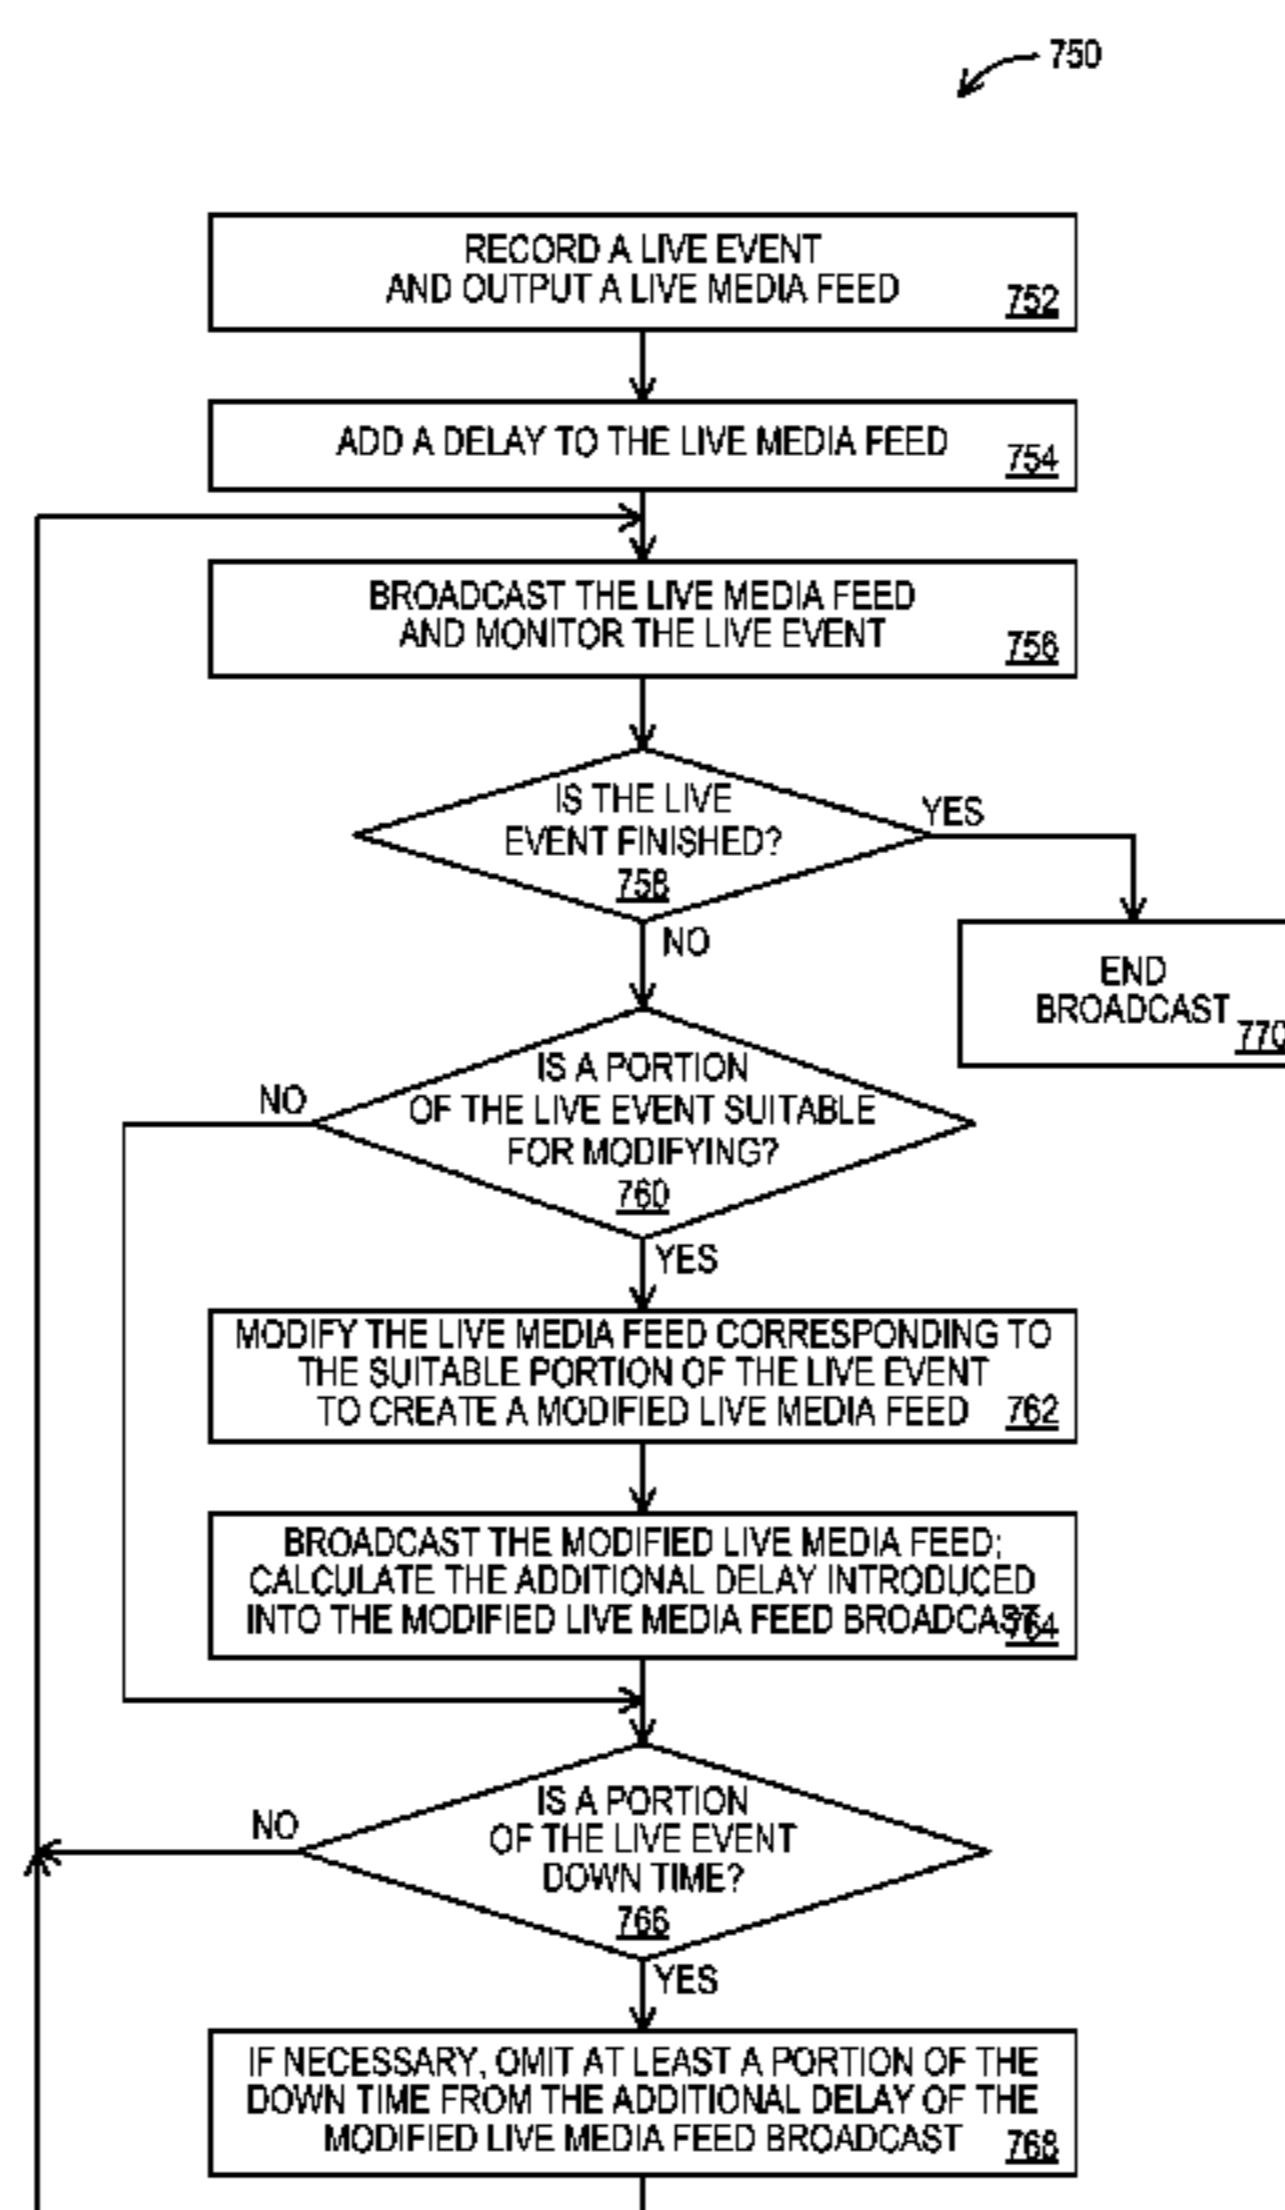 750
RECORD A LIVE EVENT
AND OUTPUT A LIVE MEDIA FEED
752
ADD A DELAY TO THE LIVE MEDIA FEED
754
BROADCAST THE LIVE MEDIA FEED
AND MONITOR THE LIVE EVENT
756
IS THE LIVE
EVENT FINISHED?
758
YES
NO
END
BROADCAST
770
IS A PORTION
OF THE LIVE EVENT SUITABLE
FOR MODIFYING?
760
NO
YES
MODIFY THE LIVE MEDIA FEED CORRESPONDING TO
THE SUITABLE PORTION OF THE LIVE EVENT
TO CREATE A MODIFIED LIVE MEDIA FEED
762
BROADCAST THE MODIFIED LIVE MEDIA FEED;
CALCULATE THE ADDITIONAL DELAY INTRODUCED
INTO THE MODIFIED LIVE MEDIA FEED BROADCAST
764
IS A PORTION
OF THE LIVE EVENT
DOWN TIME?
766
NO
YES
IF NECESSARY, OMIT AT LEAST A PORTION OF THE
DOWN TIME FROM THE ADDITIONAL DELAY OF THE
MODIFIED LIVE MEDIA FEED BROADCAST
768